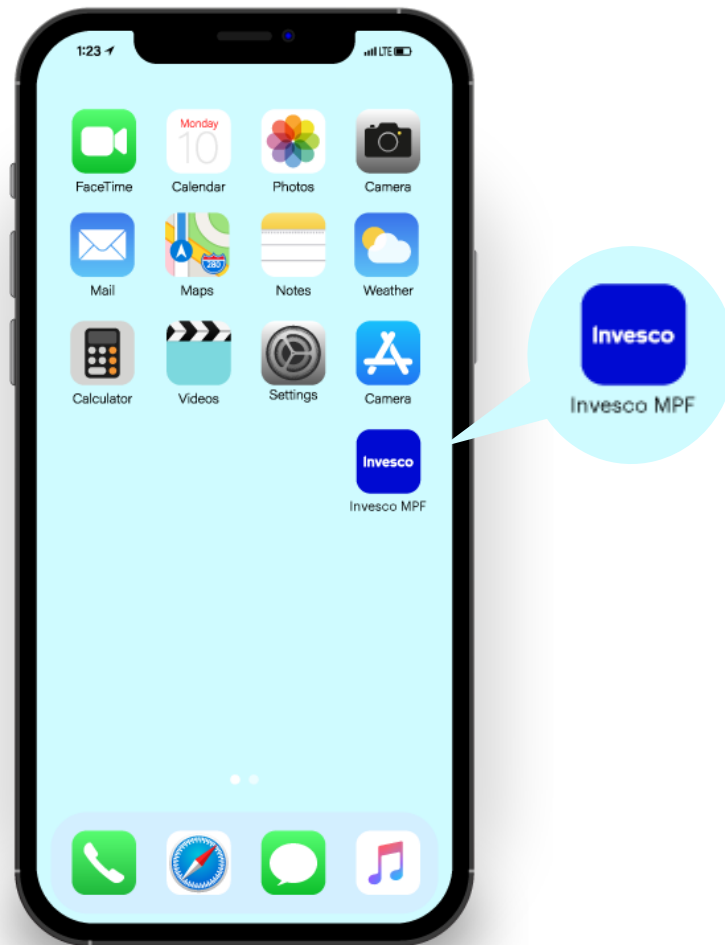 1:23
LTE
Monday
10
FaceTime
Calendar
Photos
Camera
280
Mail
Maps
Notes
Weather
Calculator
Videos
Settings
Camera
Invesco
Invesco MPF
Invesco
Invesco MPF